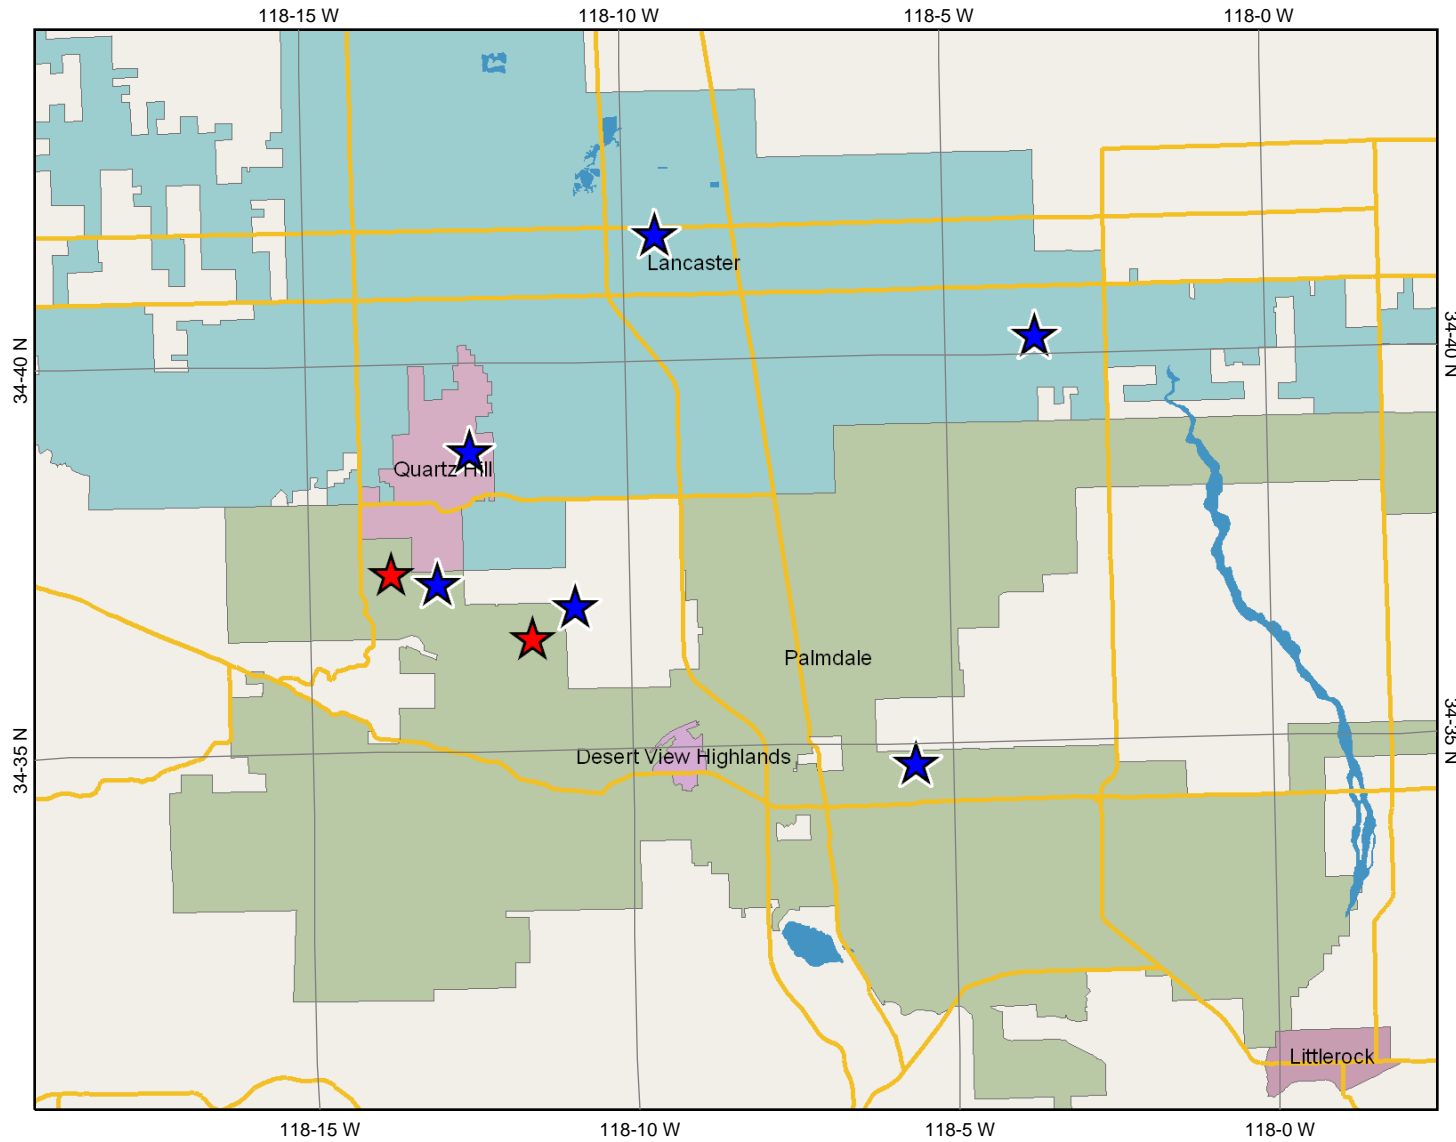 118-15 W
118-10 W
118-5 W
118-0 W
Lancaster
34-40 N
34-40 N
Quartz Hill
Palmdale
34-35 N
34-35 N
Desert View Highlands
Littlerock
118-15 W
118-10 W
118-5 W
118-0 W